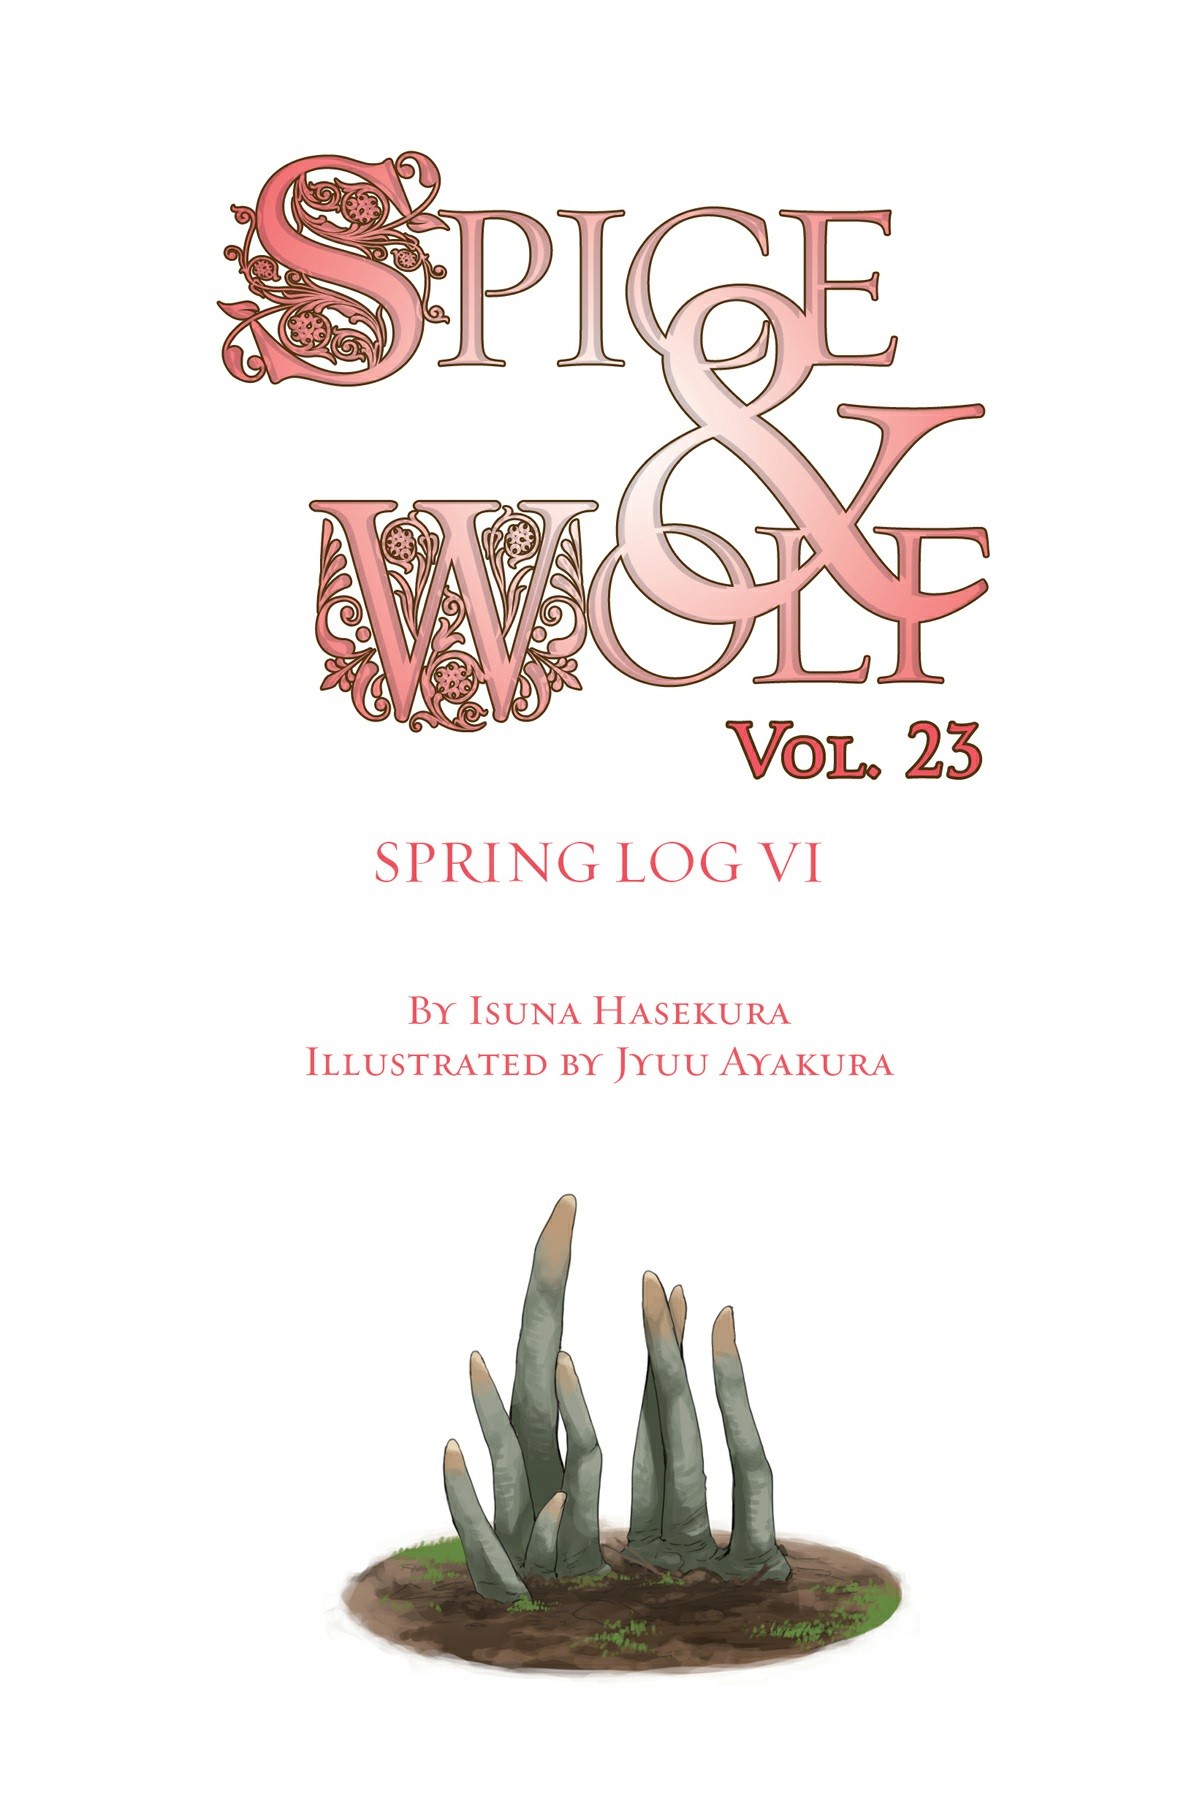 SPICE
&
WOLF
VOL. 23
SPRING LOG VI
BY ISUNA HASEKURA
ILLUSTRATED BY JYUU AYAKURA